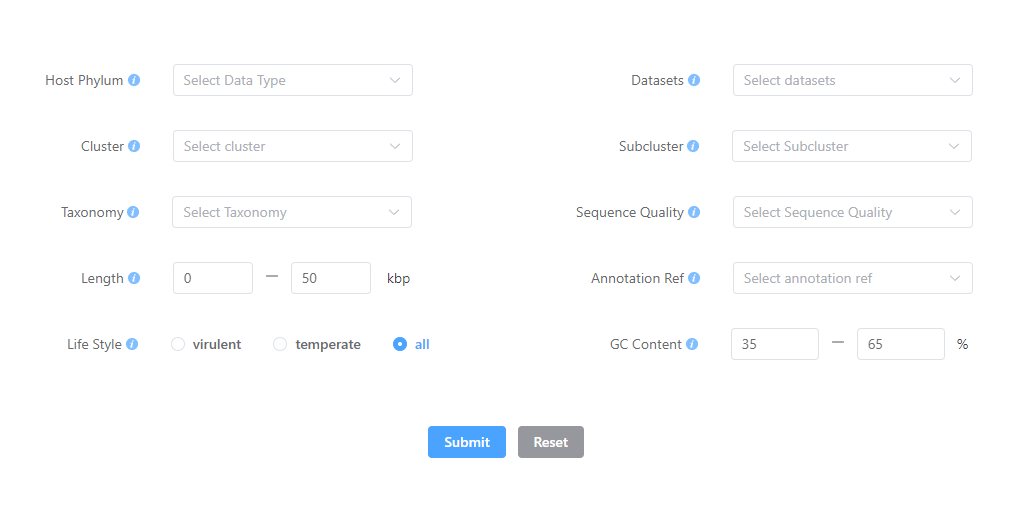 Host Phylum Select Data Type Datasets Select datasets
Cluster Select cluster Subcluster Select Subcluster
Taxonomy Select Taxonomy Sequence Quality Select Sequence Quality
Length 0 — 50 kbp Annotation Ref Select annotation ref
Life Style virulent temperate all GC Content 35 — 65 %
Submit Reset